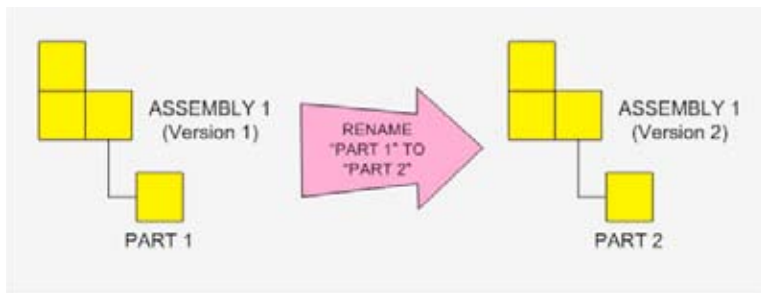 ASSEMBLY 1
(Version 1)
PART 1
RENAME
"PART 1" TO
"PART 2"
ASSEMBLY 1
(Version 2)
PART 2